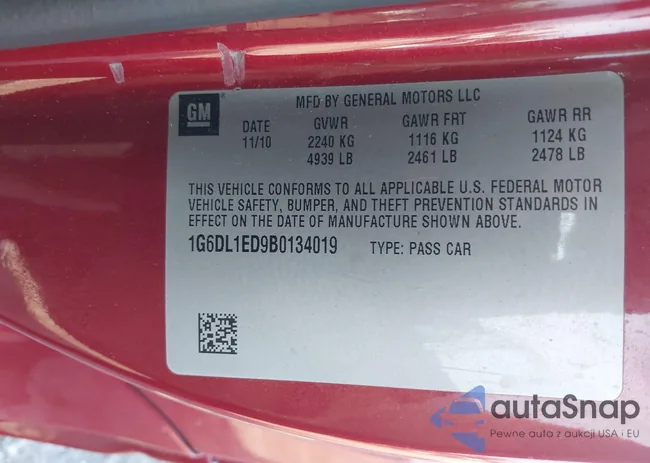 GM
MFD BY GENERAL MOTORS LLC
DATE GVWR GAWR FRT GAWR RR
11/10 2240 KG 1116 KG 1124 KG
4939 LB 2461 LB 2478 LB
THIS VEHICLE CONFORMS TO ALL APPLICABLE U.S. FEDERAL MOTOR
VEHICLE SAFETY, BUMPER, AND THEFT PREVENTION STANDARDS IN
EFFECT ON THE DATE OF MANUFACTURE SHOWN ABOVE.
1G6DL1ED9B0134019 TYPE: PASS CAR
autaSnap
Pewne auta z aukcji USA i EU